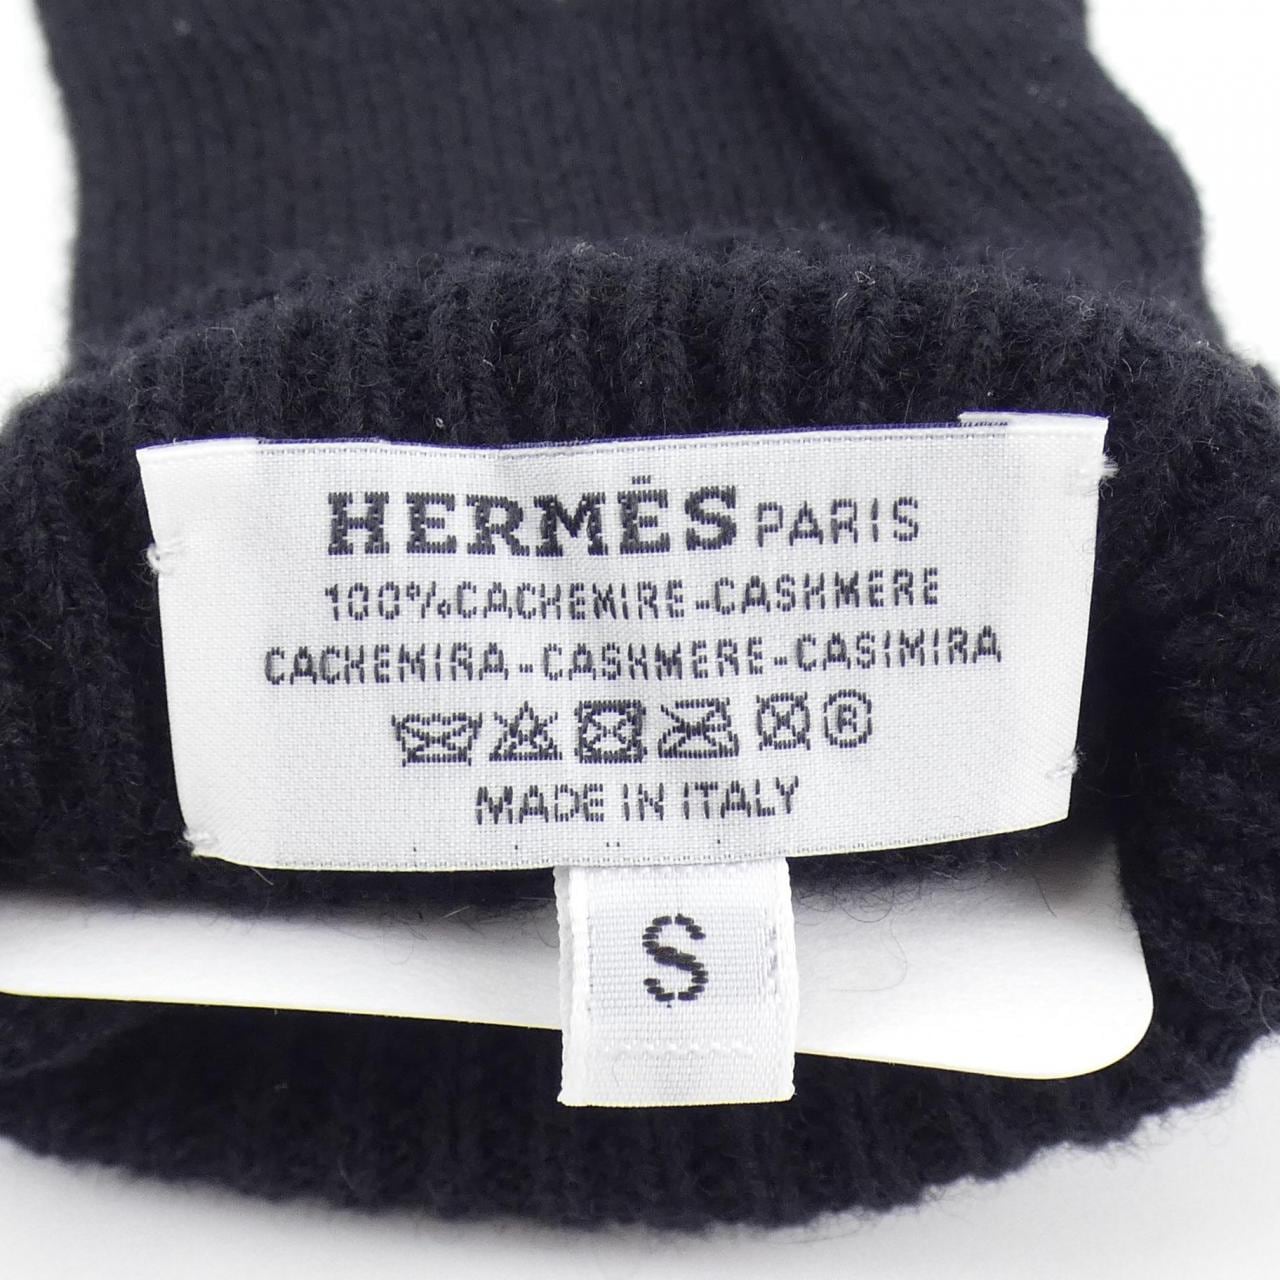 HERMÈS PARIS
100%CACHEMIRE-CASHMERE
CACHEMIRA-CASHMERE-CASIMIRA
®
MADE IN ITALY
S